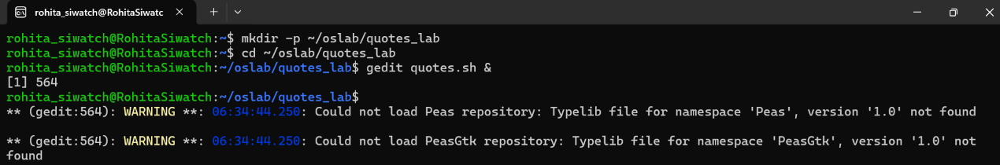 rohita_siwatch@RohitaSiwatc
rohita_siwatch@RohitaSiwatch:~$ mkdir -p ~/oslab/quotes_lab
rohita_siwatch@RohitaSiwatch:~$ cd ~/oslab/quotes_lab
rohita_siwatch@RohitaSiwatch:~/oslab/quotes_lab$ gedit quotes.sh &
[1] 564
rohita_siwatch@RohitaSiwatch:~/oslab/quotes_lab$
** (gedit:564): WARNING **: 06:34:44.250: Could not load Peas repository: Typelib file for namespace 'Peas', version '1.0' not found
** (gedit:564): WARNING **: 06:34:44.250: Could not load PeasGtk repository: Typelib file for namespace 'PeasGtk', version '1.0' not
found